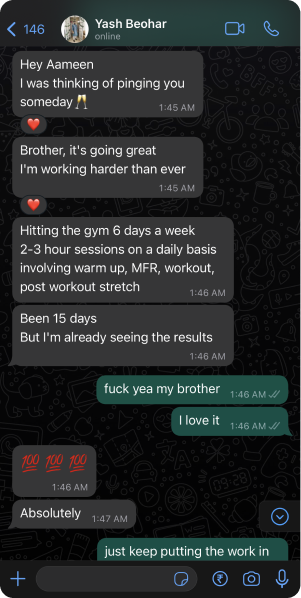 146
Yash Beohar
online
Hey Aameen
I was thinking of pinging you
someday🥂
1:45 AM
❤️
Brother, it's going great
I'm working harder than ever
1:45 AM
❤️
Hitting the gym 6 days a week
2-3 hour sessions on a daily basis
involving warm up, MFR, workout,
post workout stretch
1:46 AM
Been 15 days
But I'm already seeing the results
1:46 AM
fuck yea my brother 1:46 AM
I love it 1:46 AM
💯 💯 💯
1:46 AM
Absolutely 1:47 AM
just keep putting the work in
₹